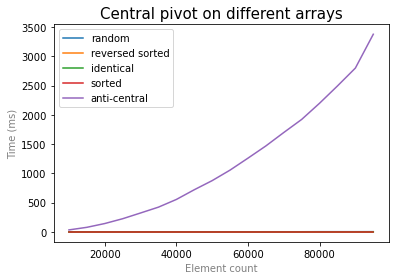 Central pivot on different arrays
random
reversed sorted
identical
sorted
anti-central
Time (ms)
3500
3000
2500
2000
1500
1000
500
0
20000 40000 60000 80000
Element count